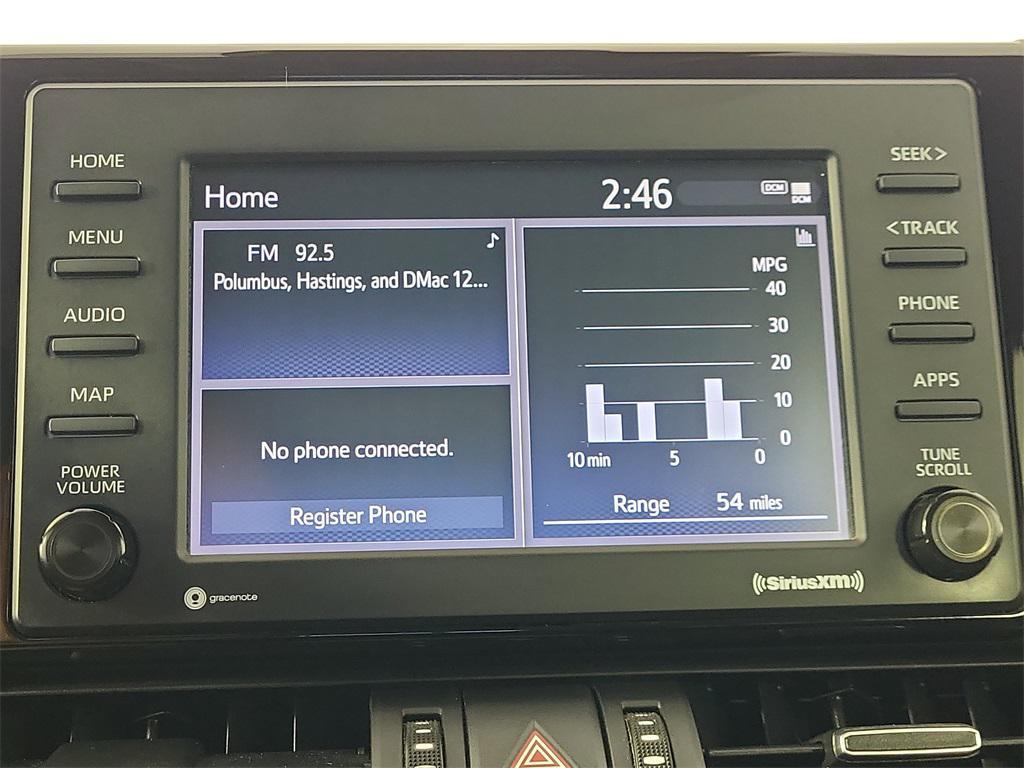 HOME
MENU
AUDIO
MAP
POWER
VOLUME
Home
2:46
DCM
DCM
FM 92.5
Polumbus, Hastings, and DMac 12...
No phone connected.
Register Phone
MPG
40
30
20
10
0
10 min 5 0
Range 54 miles
SEEK>
<TRACK
PHONE
APPS
TUNE
SCROLL
gracenote
((SiriusXM))